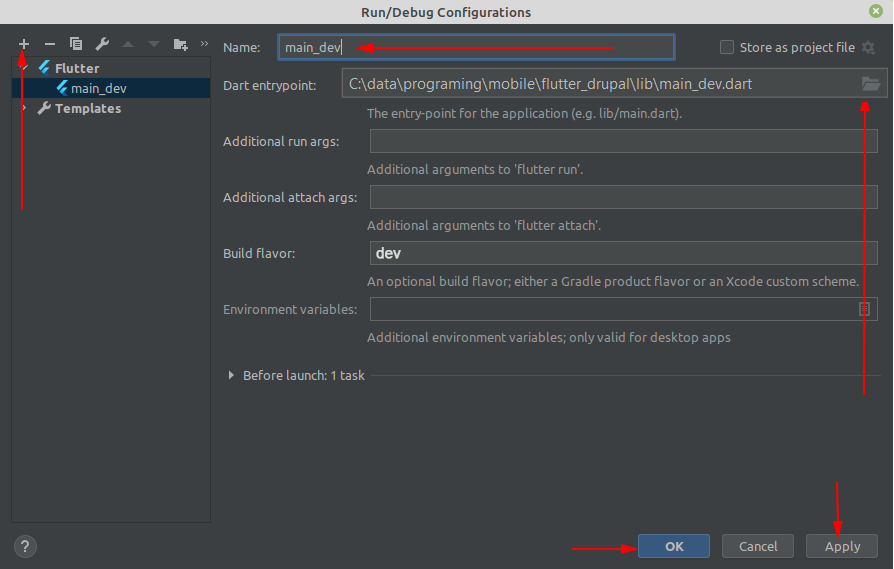 Run/Debug Configurations
Name: main_dev Store as project file
Flutter
main_dev
Templates
Dart entrypoint: C:\data\programing\mobile\flutter_drupal\lib\main_dev.dart
The entry-point for the application (e.g. lib/main.dart).
Additional run args:
Additional arguments to 'flutter run'.
Additional attach args:
Additional arguments to 'flutter attach'.
Build flavor: dev
An optional build flavor; either a Gradle product flavor or an Xcode custom scheme.
Environment variables:
Additional environment variables; only valid for desktop apps
Before launch: 1 task
? OK Cancel Apply